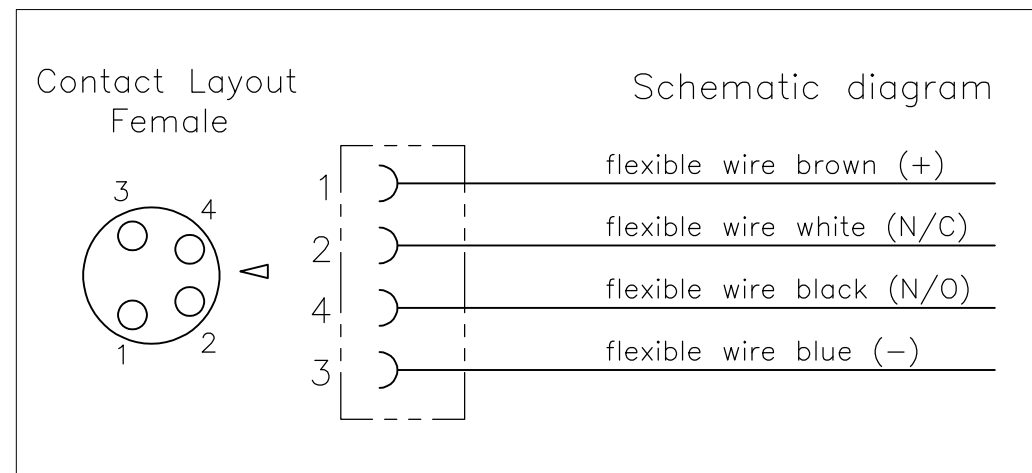 Contact Layout
Female
Schematic diagram
3
4
1
2
1 flexible wire brown (+)
2 flexible wire white (N/C)
4 flexible wire black (N/O)
3 flexible wire blue (-)